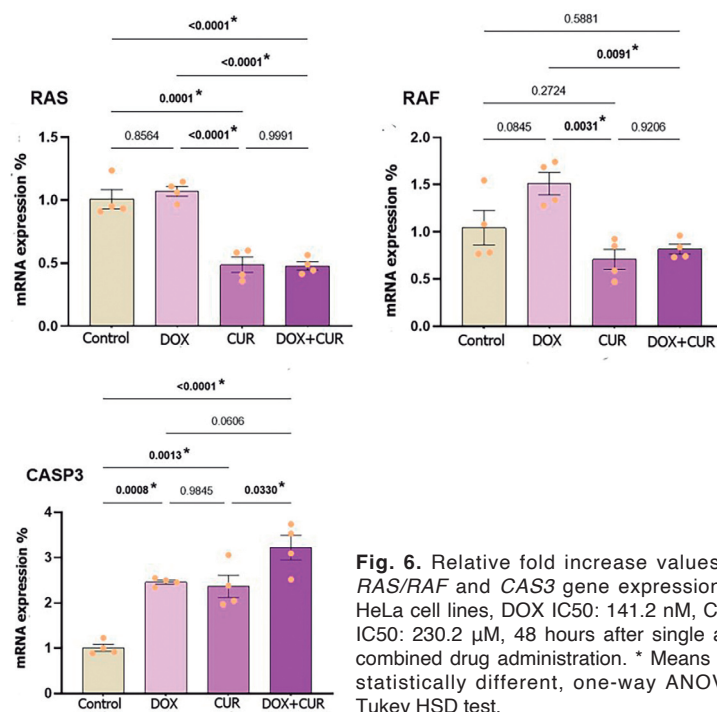 <0.0001*
<0.0001*
RAS
0.0001*
0.8564 <0.0001* 0.9991
mRNA expression %
1.5
1.0
0.5
0.0
Control DOX CUR DOX+CUR
0.5881
0.0091*
RAF
0.2724
0.0845 0.0031* 0.9206
mRNA expression %
2.0
1.5
1.0
0.5
0.0
Control DOX CUR DOX+CUR
<0.0001*
0.0606
0.0013*
CASP3
0.0008* 0.9845 0.0330*
mRNA expression %
4
3
2
1
0
Control DOX CUR DOX+CUR
Fig. 6. Relative fold increase values
RAS/RAF and CAS3 gene expression
HeLa cell lines, DOX IC50: 141.2 nM, C
IC50: 230.2 µM, 48 hours after single a
combined drug administration. * Means
statistically different, one-way ANOV
Tukey HSD test.